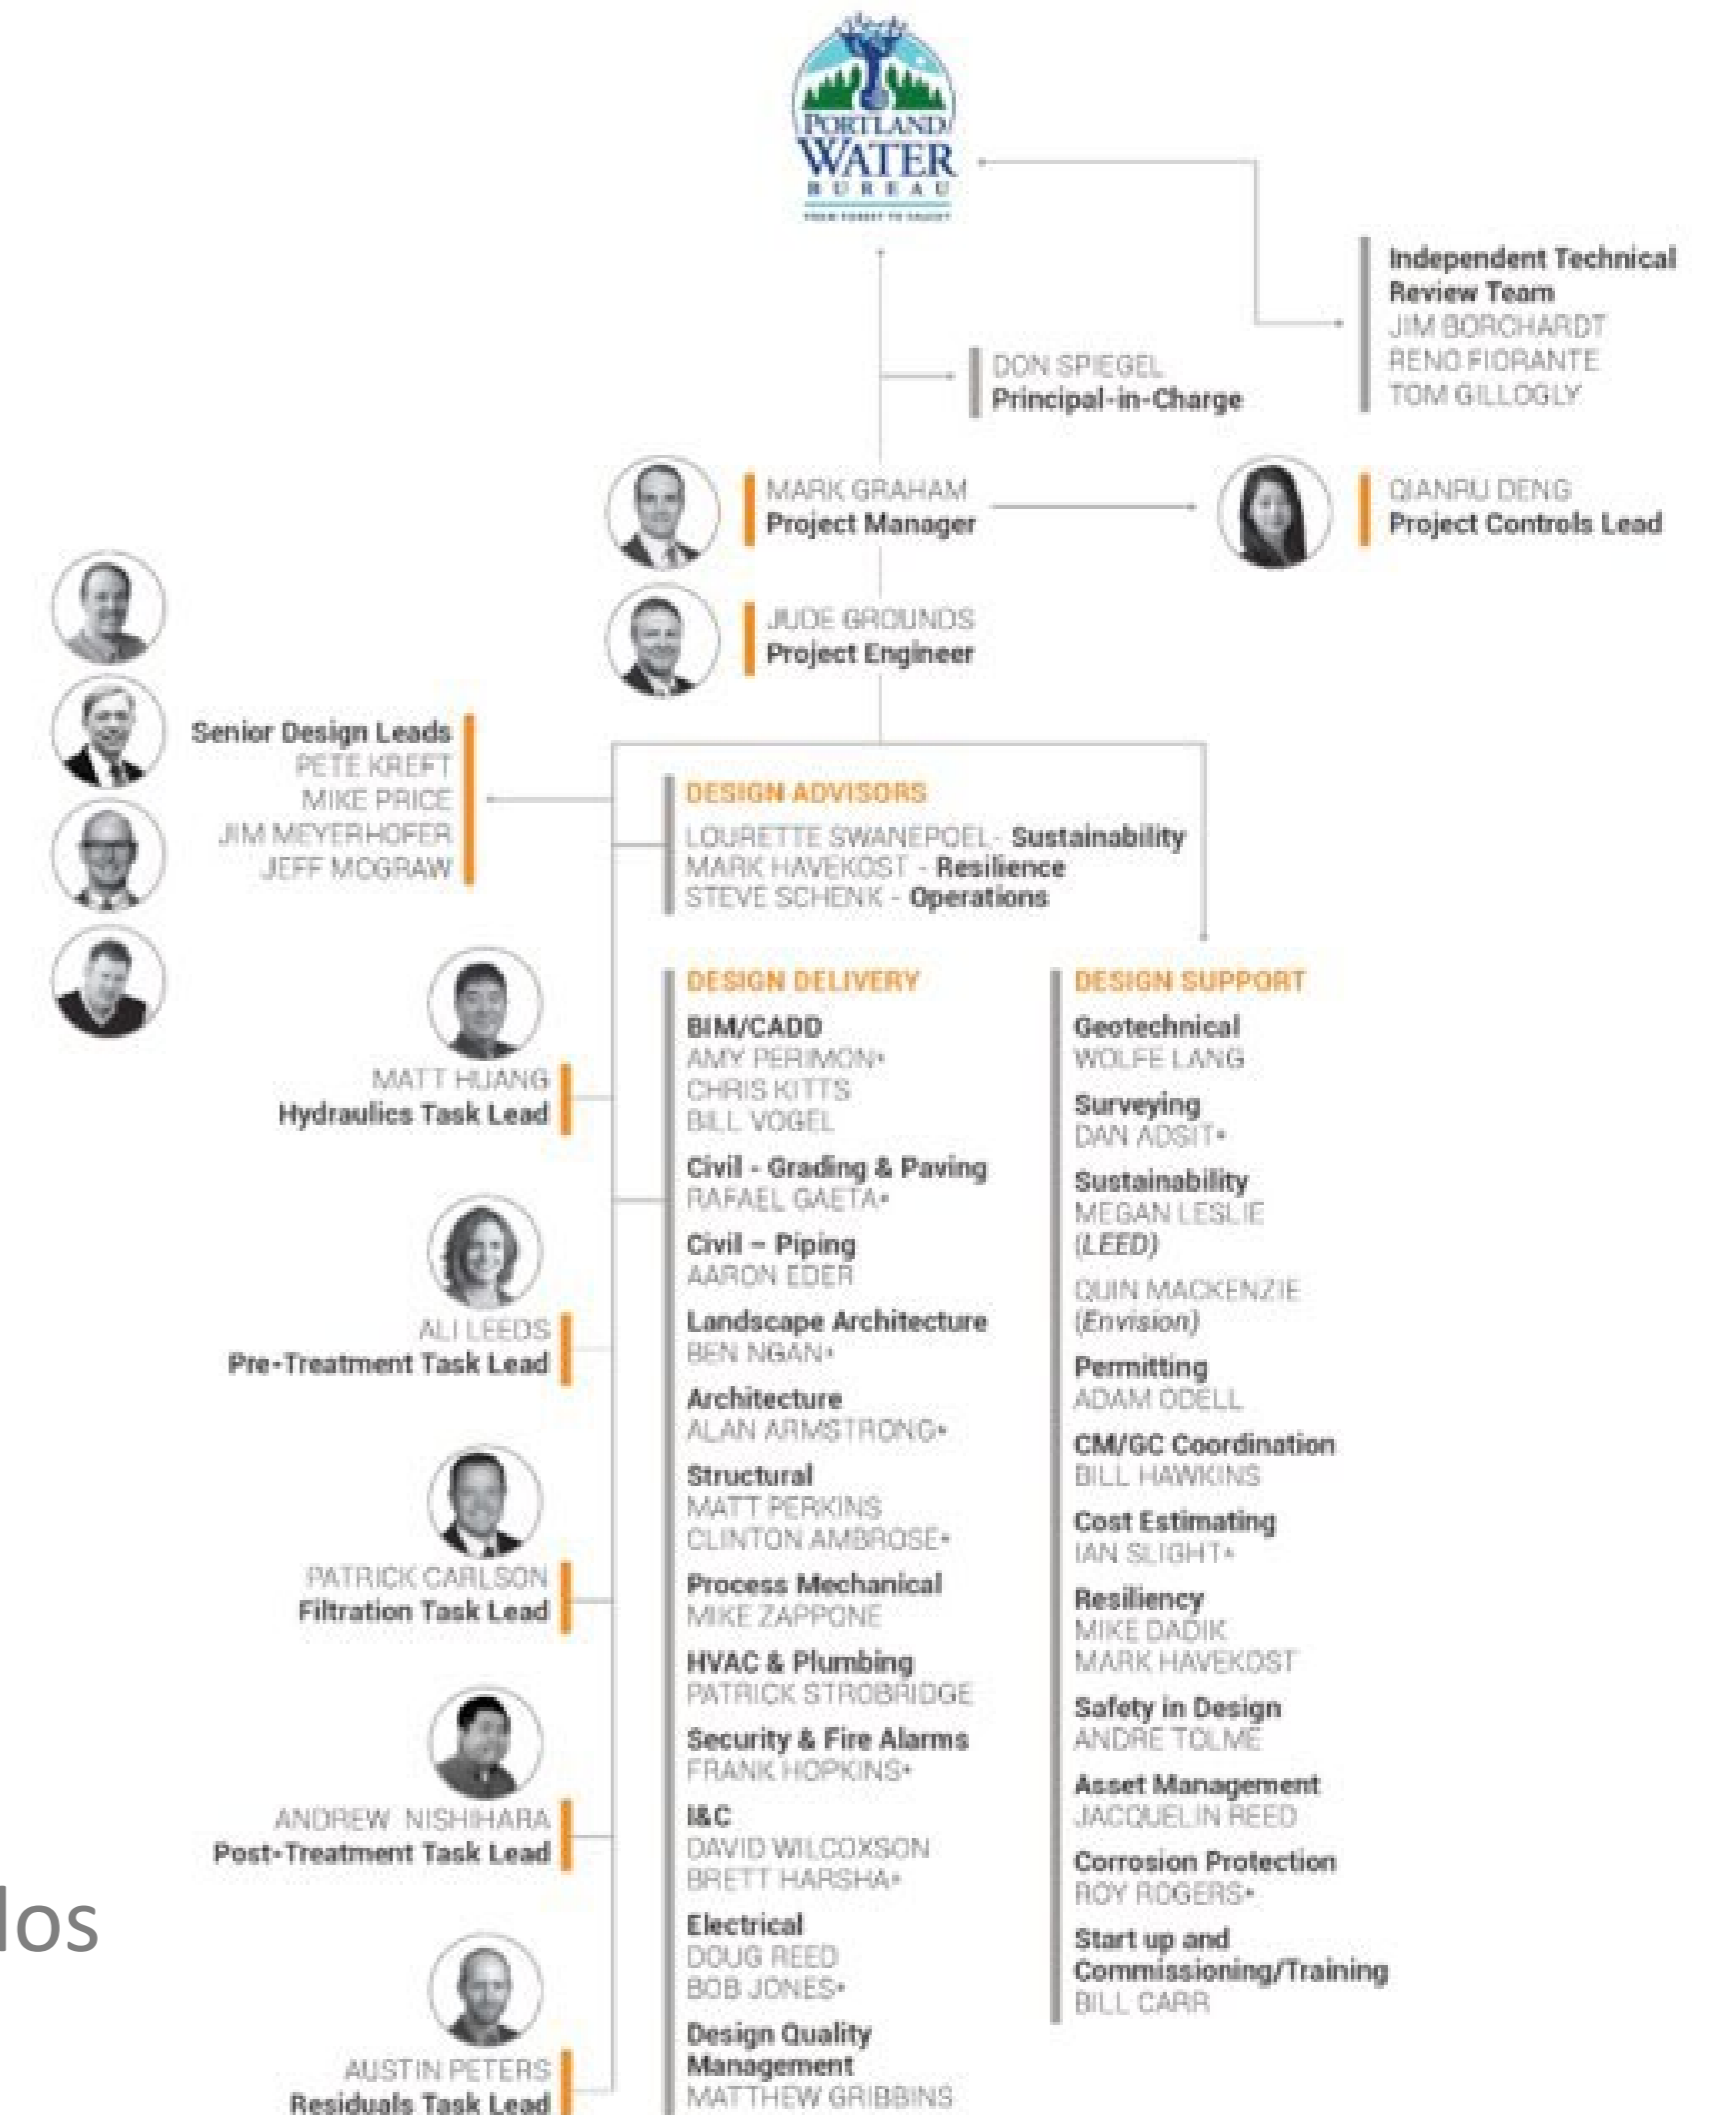 PORTLAND
WATER
BUREAU
FROM FOREST TO FAUCET
Independent Technical
Review Team
JIM BORCHARDT
RENO FIORANTE
TOM GILLOGLY
DON SPIEGEL
Principal-in-Charge
MARK GRAHAM
Project Manager
QIANRU DENG
Project Controls Lead
JUDE GROUNDS
Project Engineer
Senior Design Leads
PETE KREFT
MIKE PRICE
JIM MEYERHOFER
JEFF MCGRAW
DESIGN ADVISORS
LOURETTE SWANEPOEL- Sustainability
MARK HAVEKOST - Resilience
STEVE SCHENK - Operations
MATT HUANG
Hydraulics Task Lead
ALI LEEDS
Pre-Treatment Task Lead
PATRICK CARLSON
Filtration Task Lead
ANDREW NISHIHARA
Post-Treatment Task Lead
los
AUSTIN PETERS
Residuals Task Lead
DESIGN DELIVERY
BIM/CADD
AMY PERIMON*
CHRIS KITTS
BILL VOGEL
Civil - Grading & Paving
RAFAEL GAETA*
Civil – Piping
AARON EDER
Landscape Architecture
BEN NGAN*
Architecture
ALAN ARMSTRONG*
Structural
MATT PERKINS
CLINTON AMBROSE*
Process Mechanical
MIKE ZAPPONE
HVAC & Plumbing
PATRICK STROBRIDGE
Security & Fire Alarms
FRANK HOPKINS*
I&C
DAVID WILCOXSON
BRETT HARSHA*
Electrical
DOUG REED
BOB JONES*
Design Quality
Management
MATTHEW GRIBBINS
DESIGN SUPPORT
Geotechnical
WOLFE LANG
Surveying
DAN ADSIT*
Sustainability
MEGAN LESLIE
(LEED)
QUIN MACKENZIE
(Envision)
Permitting
ADAM ODELL
CM/GC Coordination
BILL HAWKINS
Cost Estimating
IAN SLIGHT*
Resiliency
MIKE DADIK
MARK HAVEKOST
Safety in Design
ANDRE TOLME
Asset Management
JACQUELIN REED
Corrosion Protection
ROY ROGERS*
Start up and
Commissioning/Training
BILL CARR